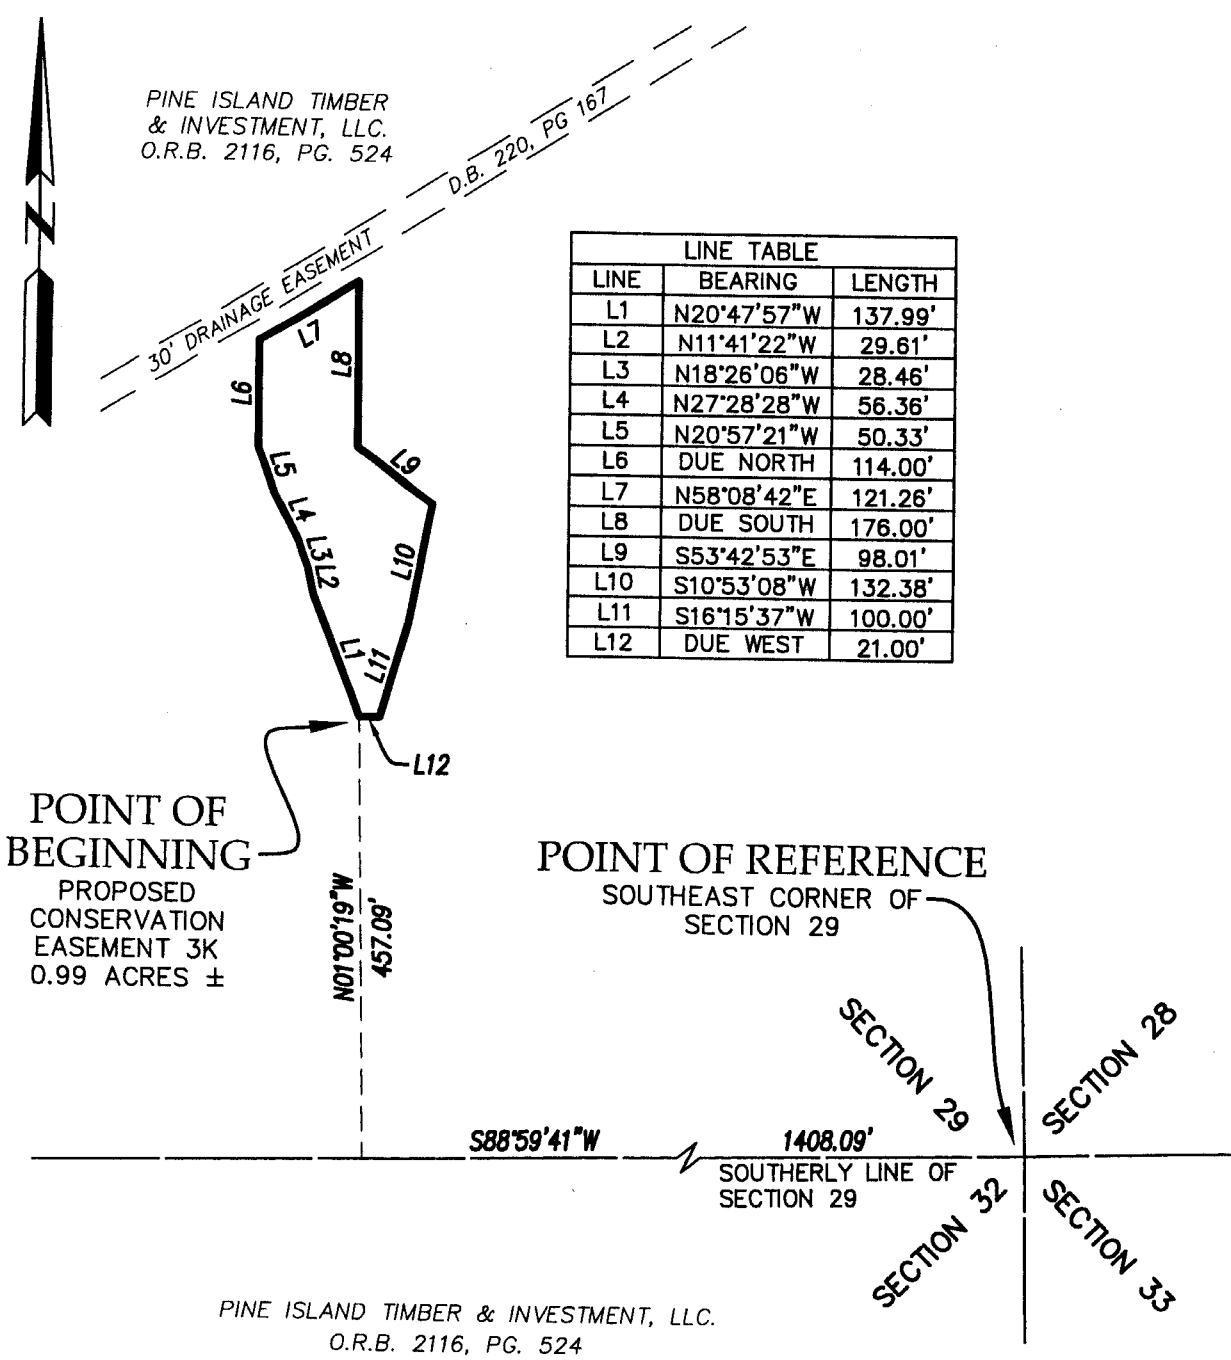 PINE ISLAND TIMBER
& INVESTMENT, LLC.
O.R.B. 2116, PG. 524
D.B. 220, PG 167
30' DRAINAGE EASEMENT
N
LINE TABLE
LINE BEARING LENGTH
L1 N20°47'57"W 137.99'
L2 N11°41'22"W 29.61'
L3 N18°26'06"W 28.46'
L4 N27°28'28"W 56.36'
L5 N20°57'21"W 50.33'
L6 DUE NORTH 114.00'
L7 N58°08'42"E 121.26'
L8 DUE SOUTH 176.00'
L9 S53°42'53"E 98.01'
L10 S10°53'08"W 132.38'
L11 S16°15'37"W 100.00'
L12 DUE WEST 21.00'
L7
L8
L6
L9
L5
L4
L10
L3
L2
L1
L11
L12
POINT OF
BEGINNING
PROPOSED
CONSERVATION
EASEMENT 3K
0.99 ACRES ±
N01°00'19"W
457.09'
POINT OF REFERENCE
SOUTHEAST CORNER OF
SECTION 29
SECTION 29
SECTION 28
S88°59'41"W
1408.09'
SOUTHERLY LINE OF
SECTION 29
SECTION 32
SECTION 33
PINE ISLAND TIMBER & INVESTMENT, LLC.
O.R.B. 2116, PG. 524